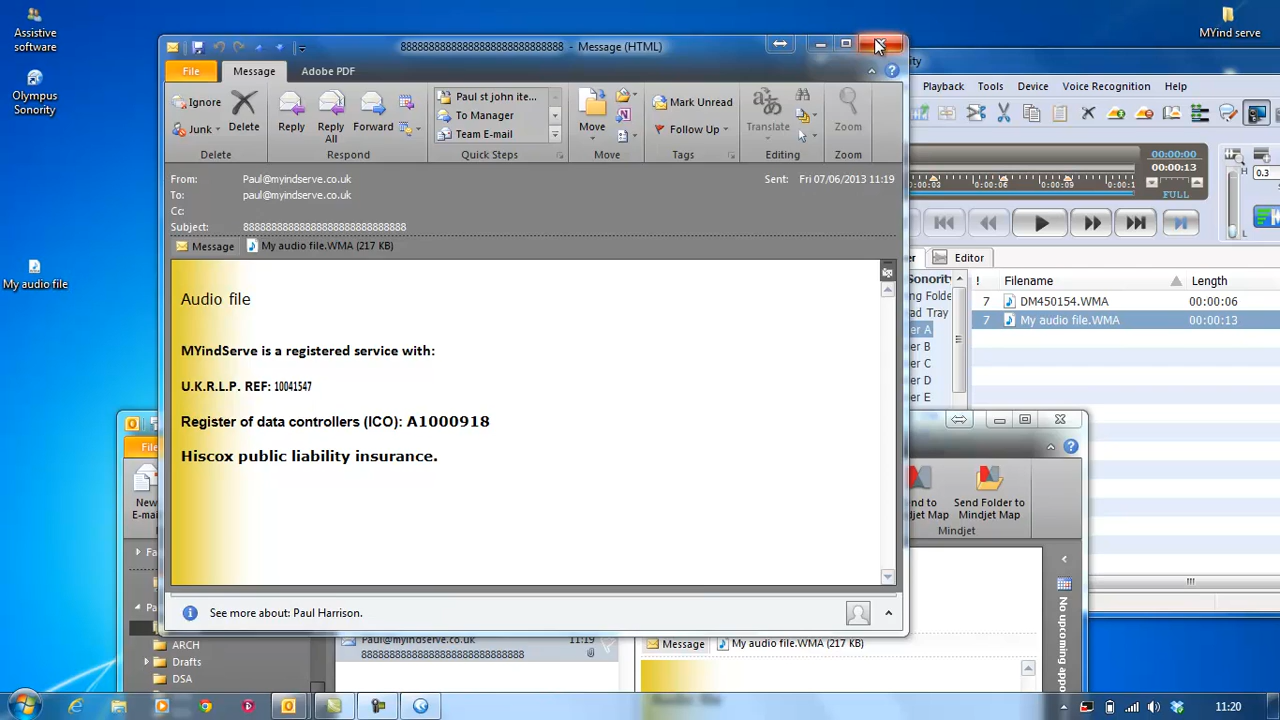 Assistive software
Olympus Sonority
My audio file
MYind serve
88888888888888888888888888888 - Message (HTML)
File Message Adobe PDF
Ignore
Junk
Delete
Delete
Reply
Reply All
Forward
Respond
Paul st john ite...
To Manager
Team E-mail
Quick Steps
Move
Move
Mark Unread
Follow Up
Tags
Translate
Editing
Zoom
Zoom
From: Paul@myindserve.co.uk
Sent: Fri 07/06/2013 11:19
To: paul@myindserve.co.uk
Cc:
Subject: 88888888888888888888888888888
Message My audio file.WMA (217 KB)
Audio file
MYindServe is a registered service with:
U.K.R.L.P. REF: 10041547
Register of data controllers (ICO): A1000918
Hiscox public liability insurance.
See more about: Paul Harrison.
Playback Tools Device Voice Recognition Help
00:00:00
00:00:13
FULL
H
0.3
L
Editor
! Filename Length
7 DM450154.WMA 00:00:06
7 My audio file.WMA 00:00:13
Send Folder to Mindjet Map
Mindjet
No upcoming
Paul@myindserve.co.uk 11:19
88888888888888888888888888888
Message My audio file.WMA (217 KB)
ARCH
Drafts
DSA
11:20